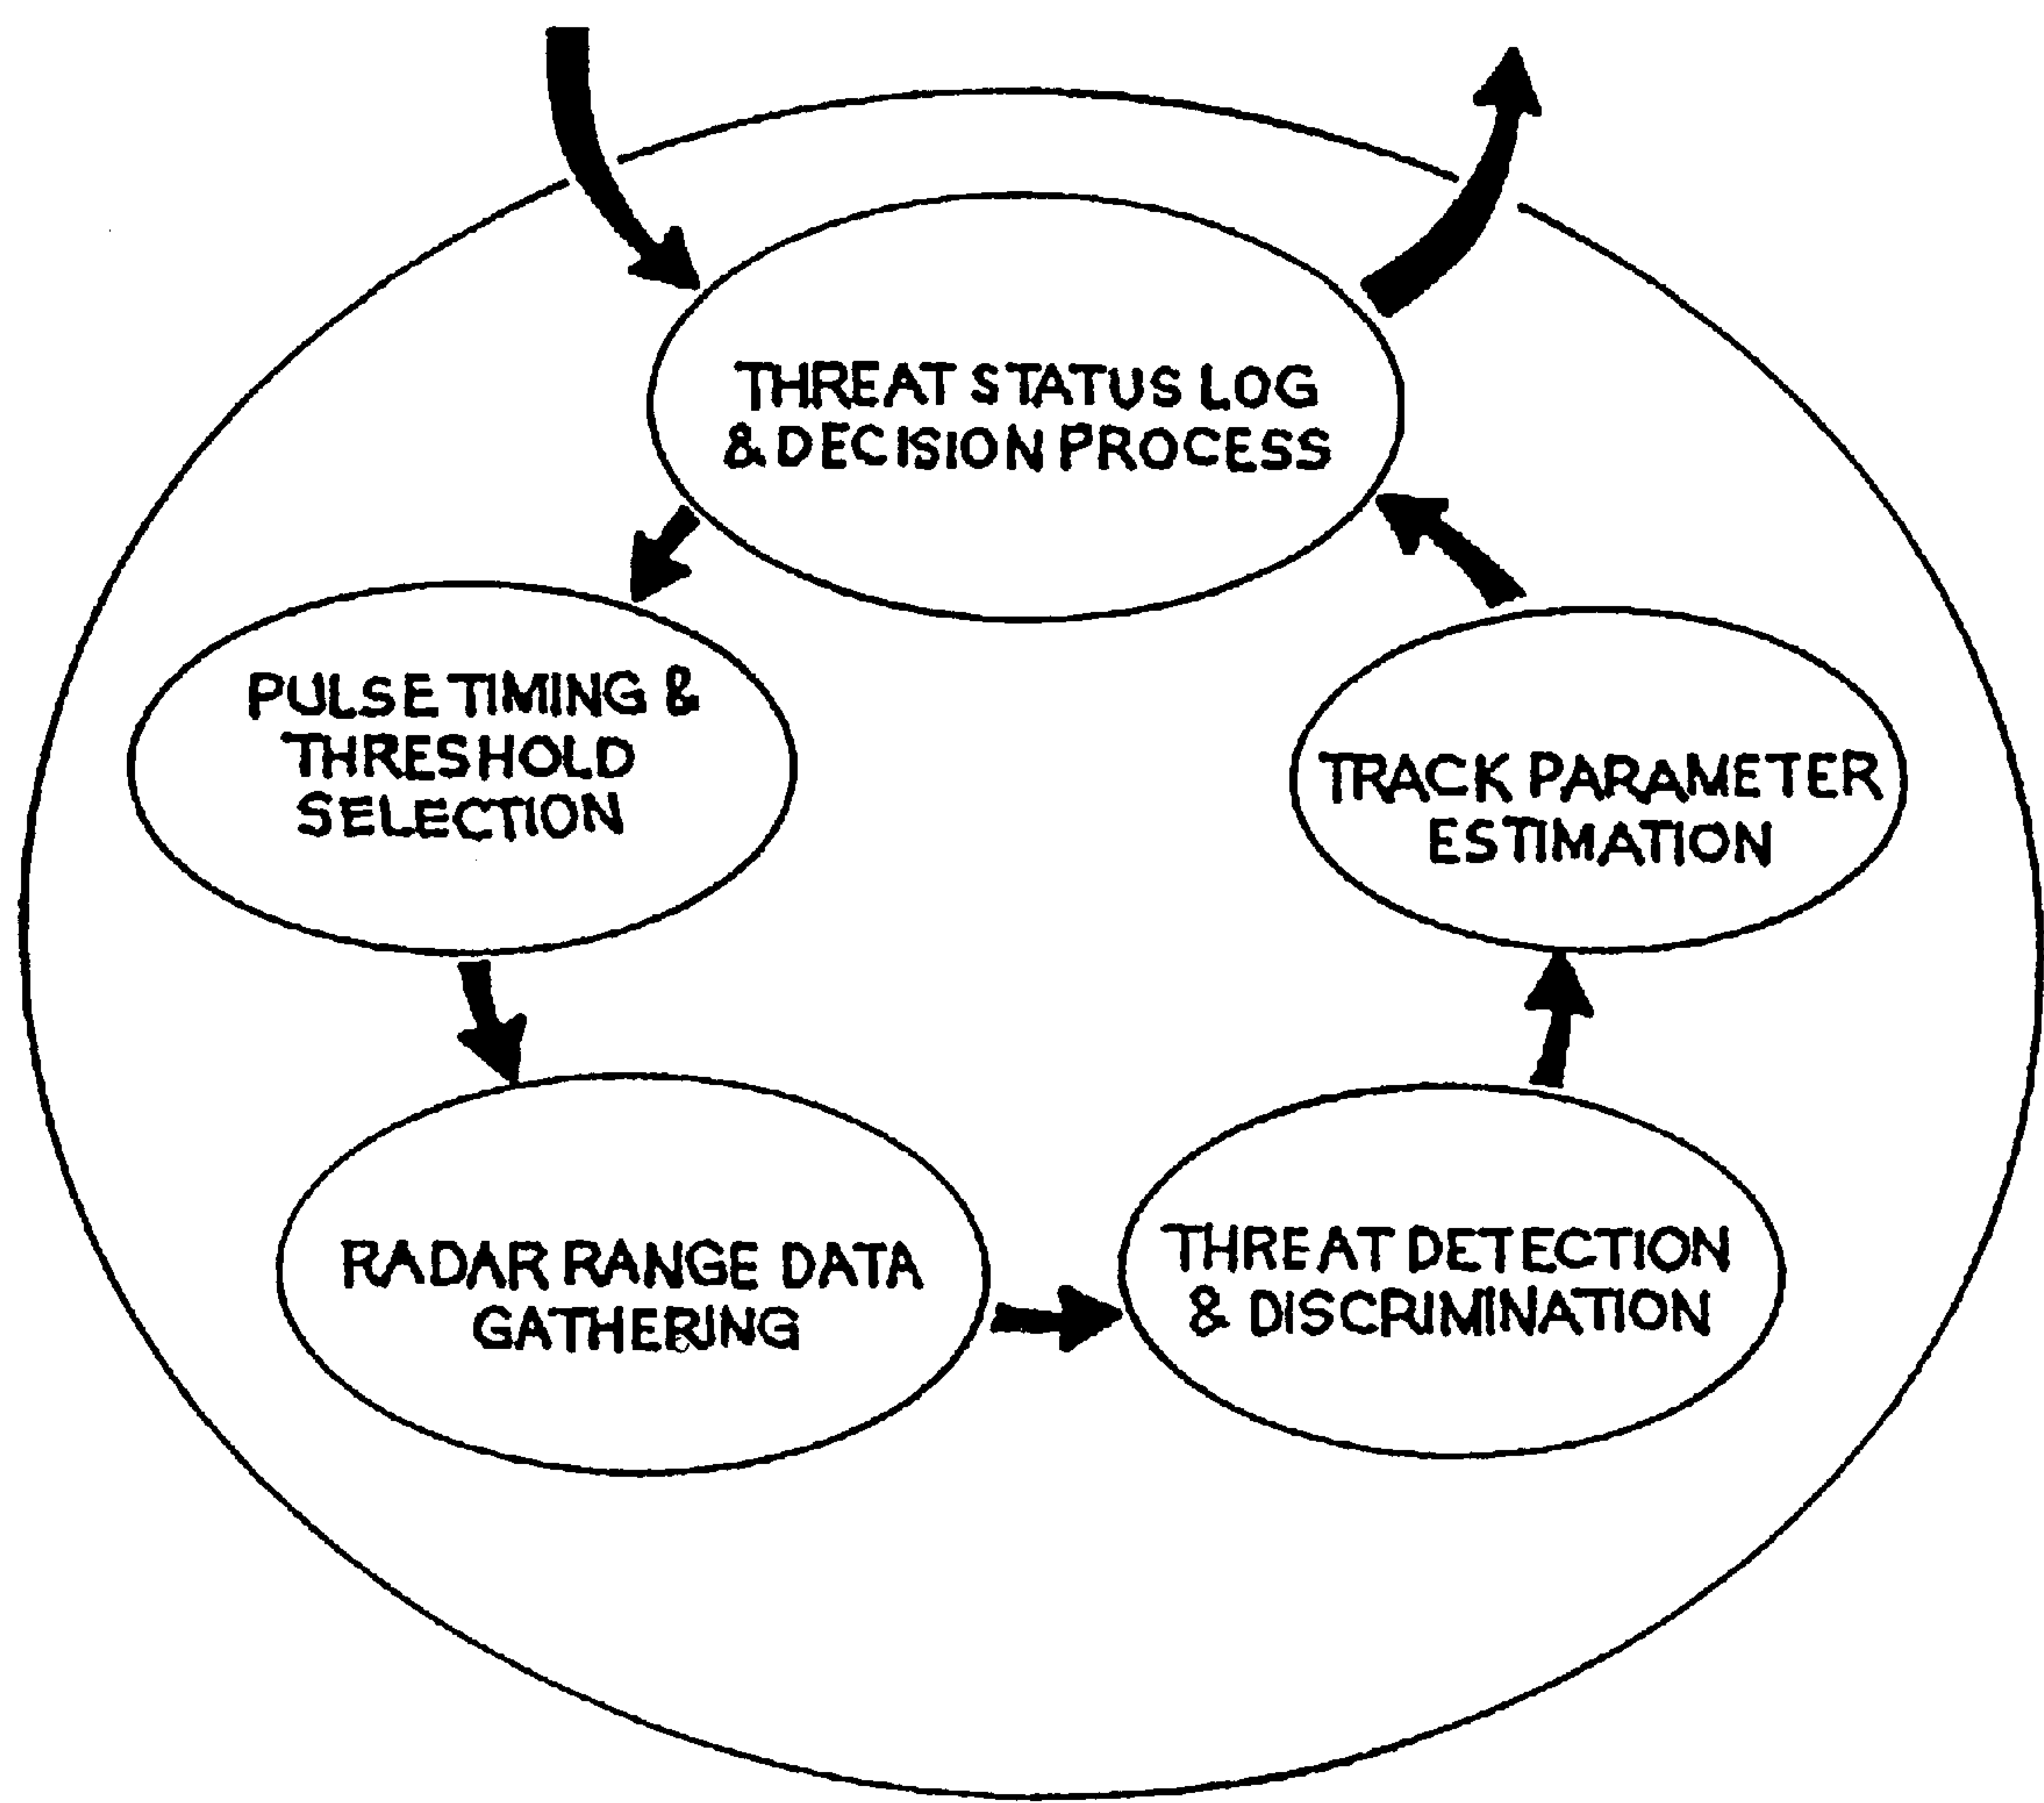 THREAT STATUS LOG
& DECISION PROCESS
PULSE TIMING &
THRESHOLD
SELECTION
TRACK PARAMETER
ESTIMATION
RADAR RANGE DATA
GATHERING
THREAT DETECTION
& DISCRIMINATION